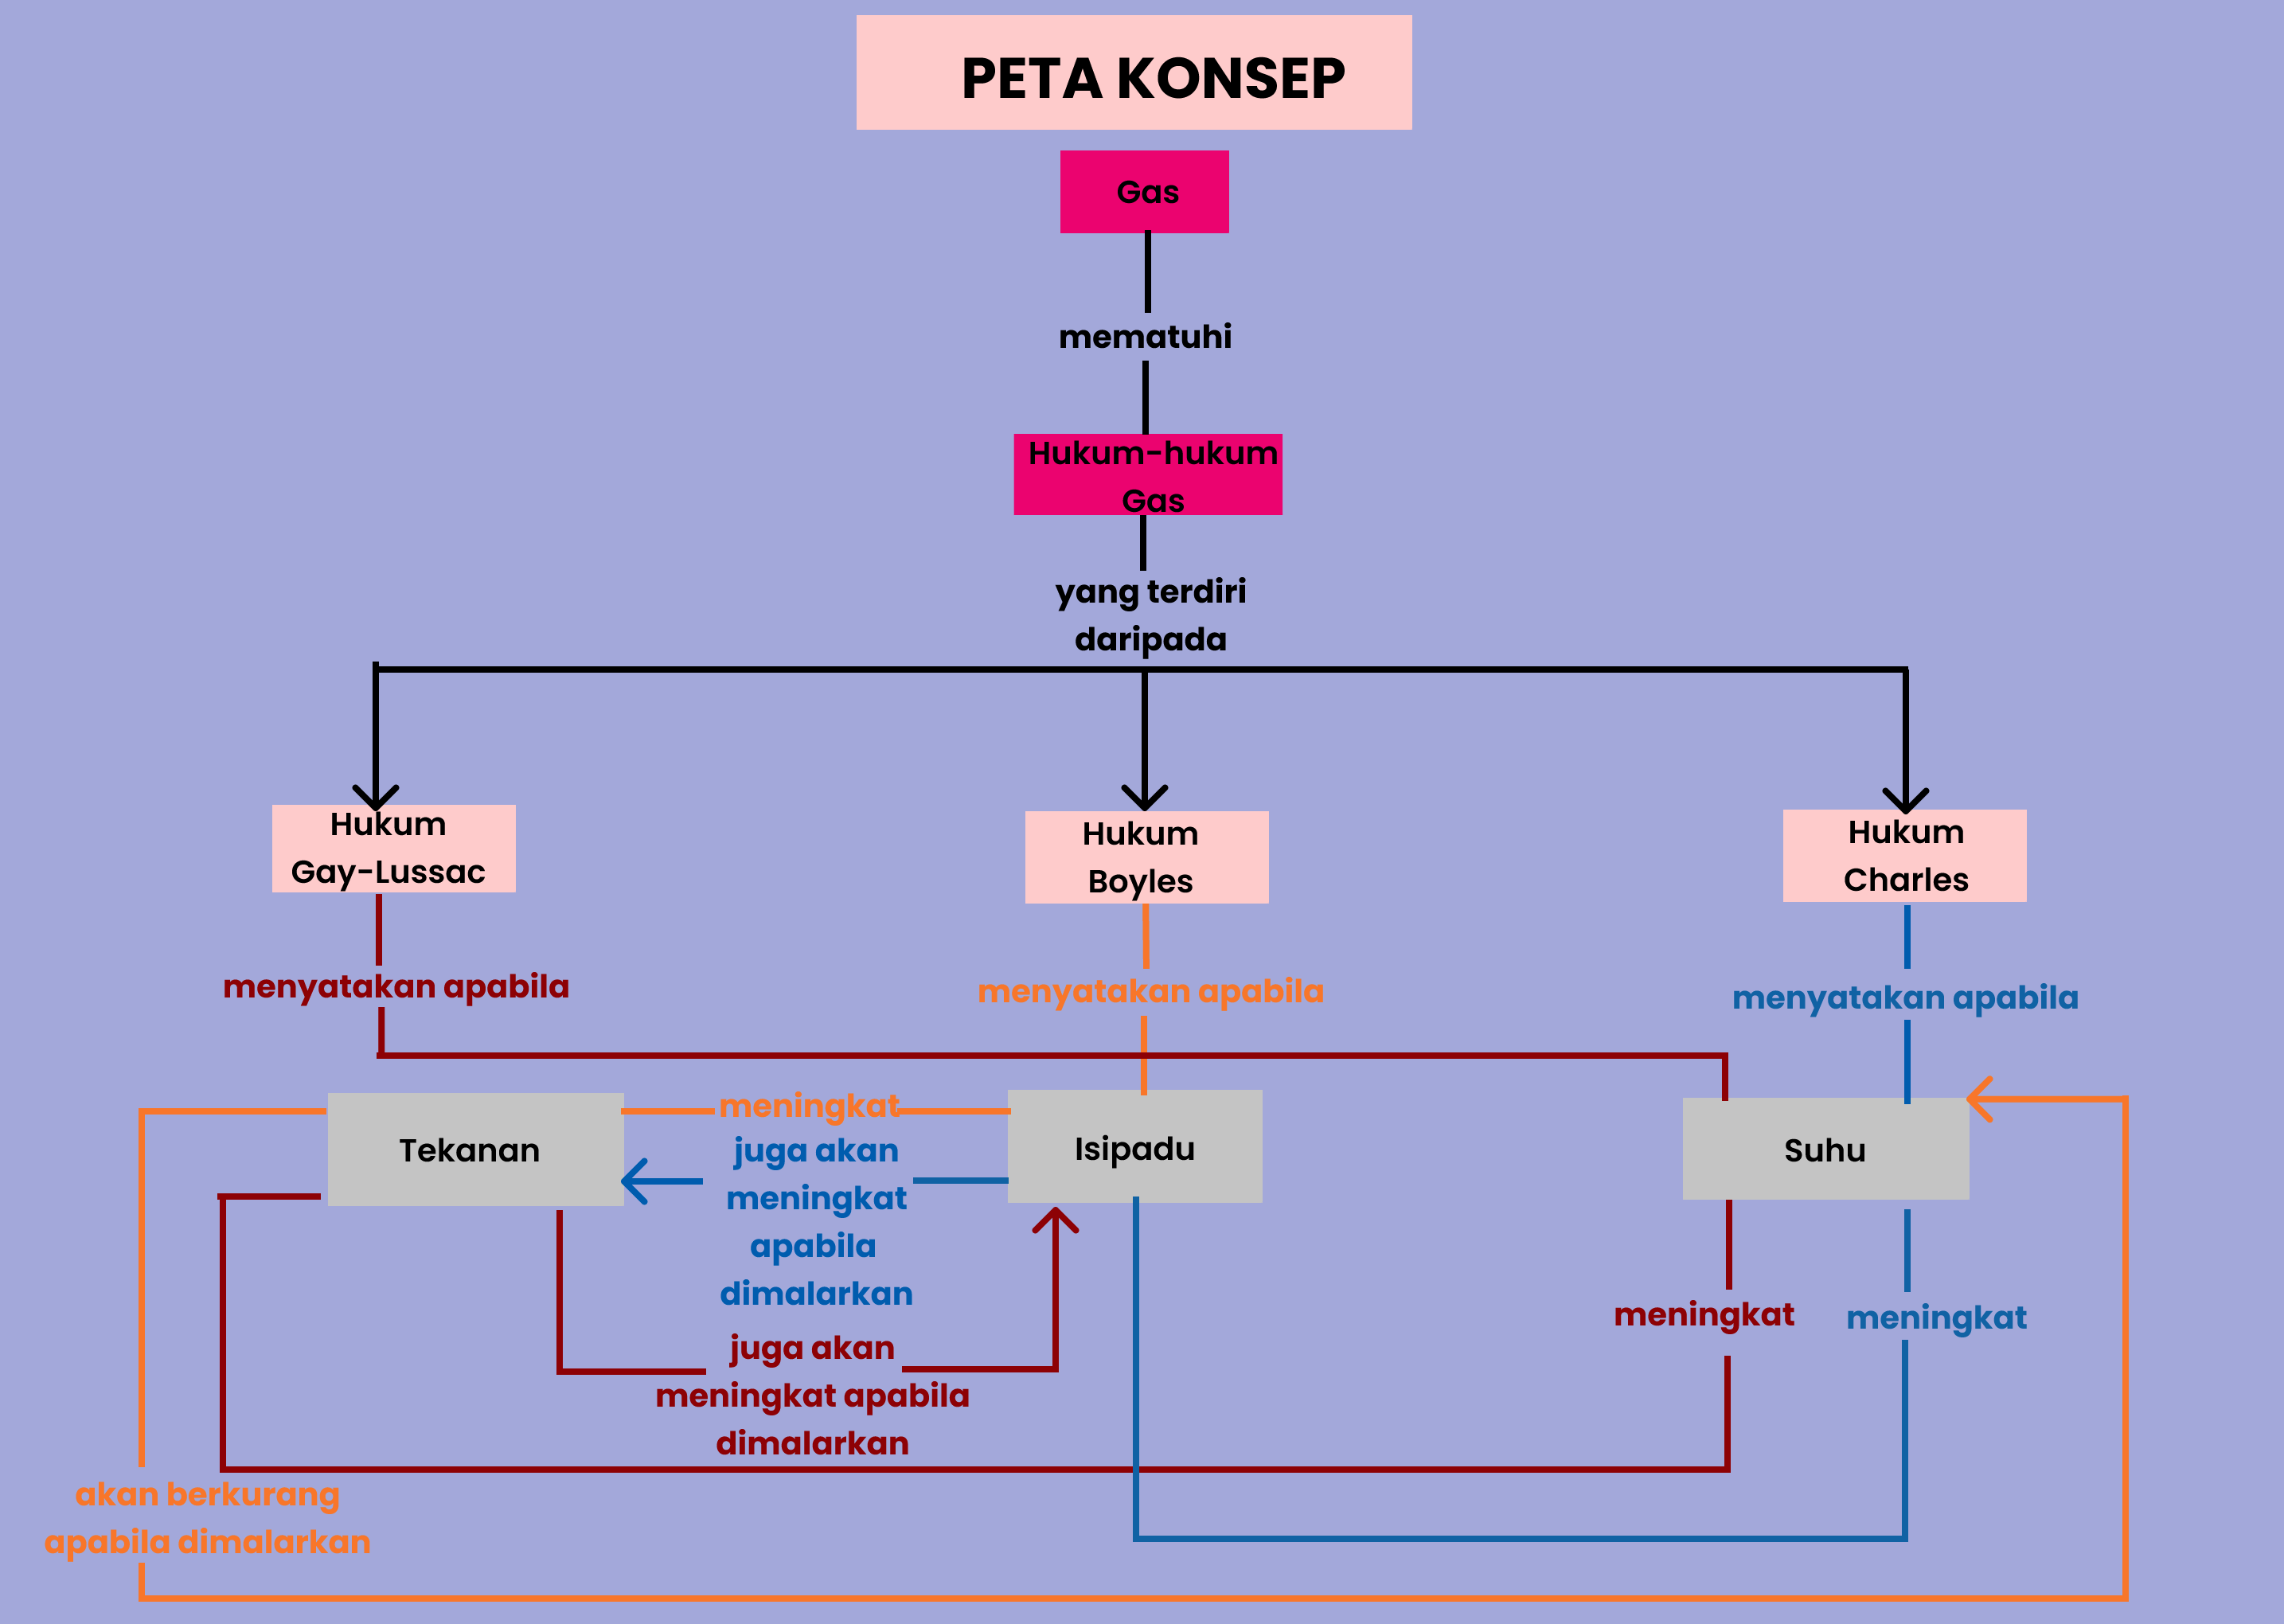 PETA KONSEP
Gas
mematuhi
Hukum-hukum
Gas
yang terdiri
daripada
Hukum
Gay-Lussac
Hukum
Boyles
Hukum
Charles
menyatakan apabila
menyatakan apabila
menyatakan apabila
Tekanan
meningkat
juga akan
meningkat
apabila
dimalarkan
Isipadu
Suhu
juga akan
meningkat apabila
dimalarkan
meningkat
meningkat
akan berkurang
apabila dimalarkan